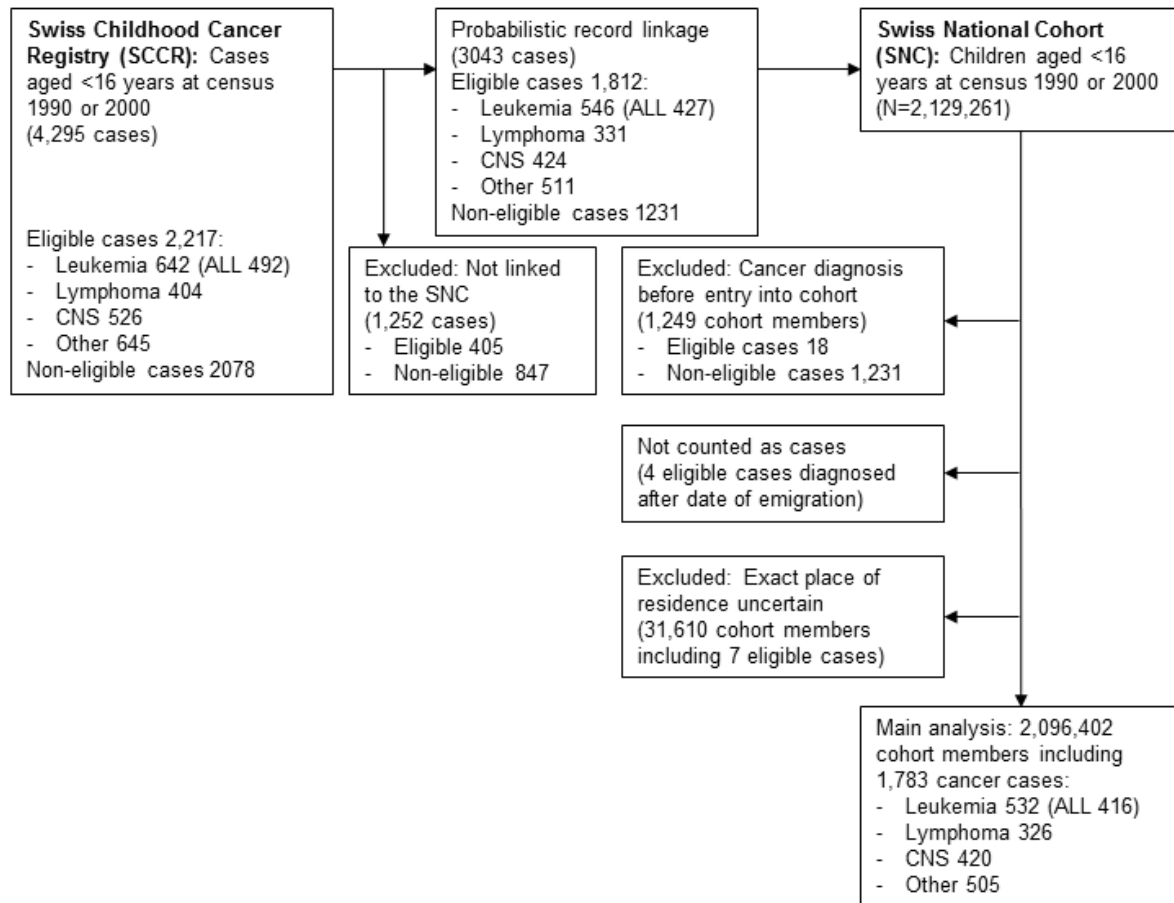 Swiss Childhood Cancer
Registry (SCCR): Cases
aged <16 years at census
1990 or 2000
(4,295 cases)
Eligible cases 2,217:
- Leukemia 642 (ALL 492)
- Lymphoma 404
- CNS 526
- Other 645
Non-eligible cases 2078
Probabilistic record linkage
(3043 cases)
Eligible cases 1,812:
- Leukemia 546 (ALL 427)
- Lymphoma 331
- CNS 424
- Other 511
Non-eligible cases 1231
Swiss National Cohort
(SNC): Children aged <16
years at census 1990 or 2000
(N=2,129,261)
Excluded: Not linked
to the SNC
(1,252 cases)
- Eligible 405
- Non-eligible 847
Excluded: Cancer diagnosis
before entry into cohort
(1,249 cohort members)
- Eligible cases 18
- Non-eligible cases 1,231
Not counted as cases
(4 eligible cases diagnosed
after date of emigration)
Excluded: Exact place of
residence uncertain
(31,610 cohort members
including 7 eligible cases)
Main analysis: 2,096,402
cohort members including
1,783 cancer cases:
- Leukemia 532 (ALL 416)
- Lymphoma 326
- CNS 420
- Other 505